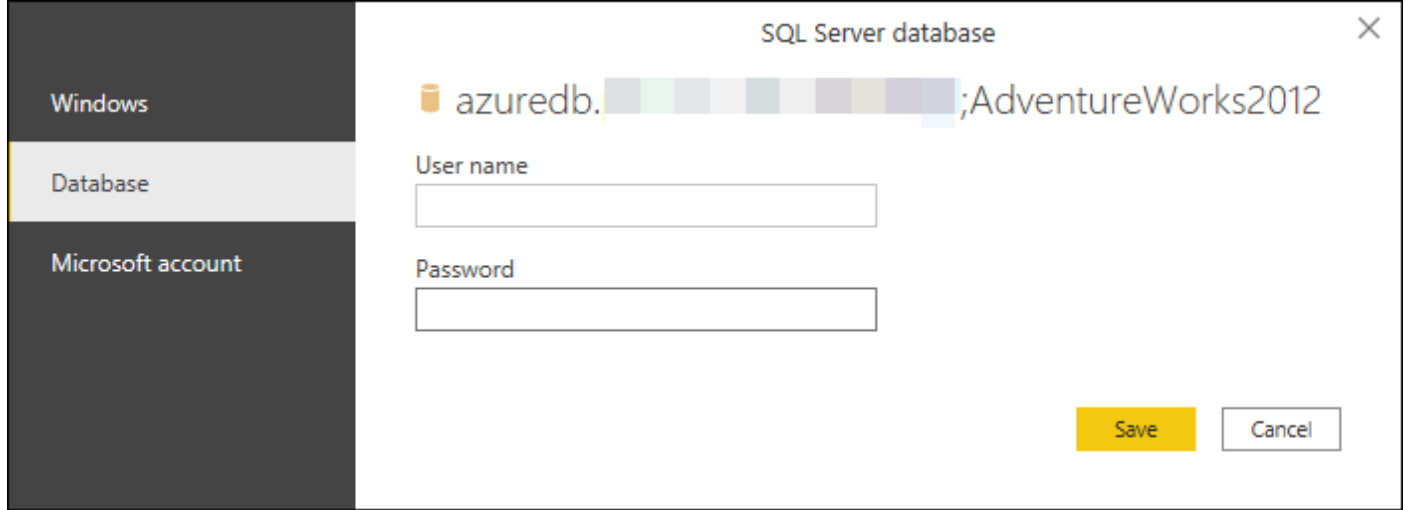 SQL Server database
Windows
Database
Microsoft account
azuredb. ;AdventureWorks2012
User name
Password
Save
Cancel